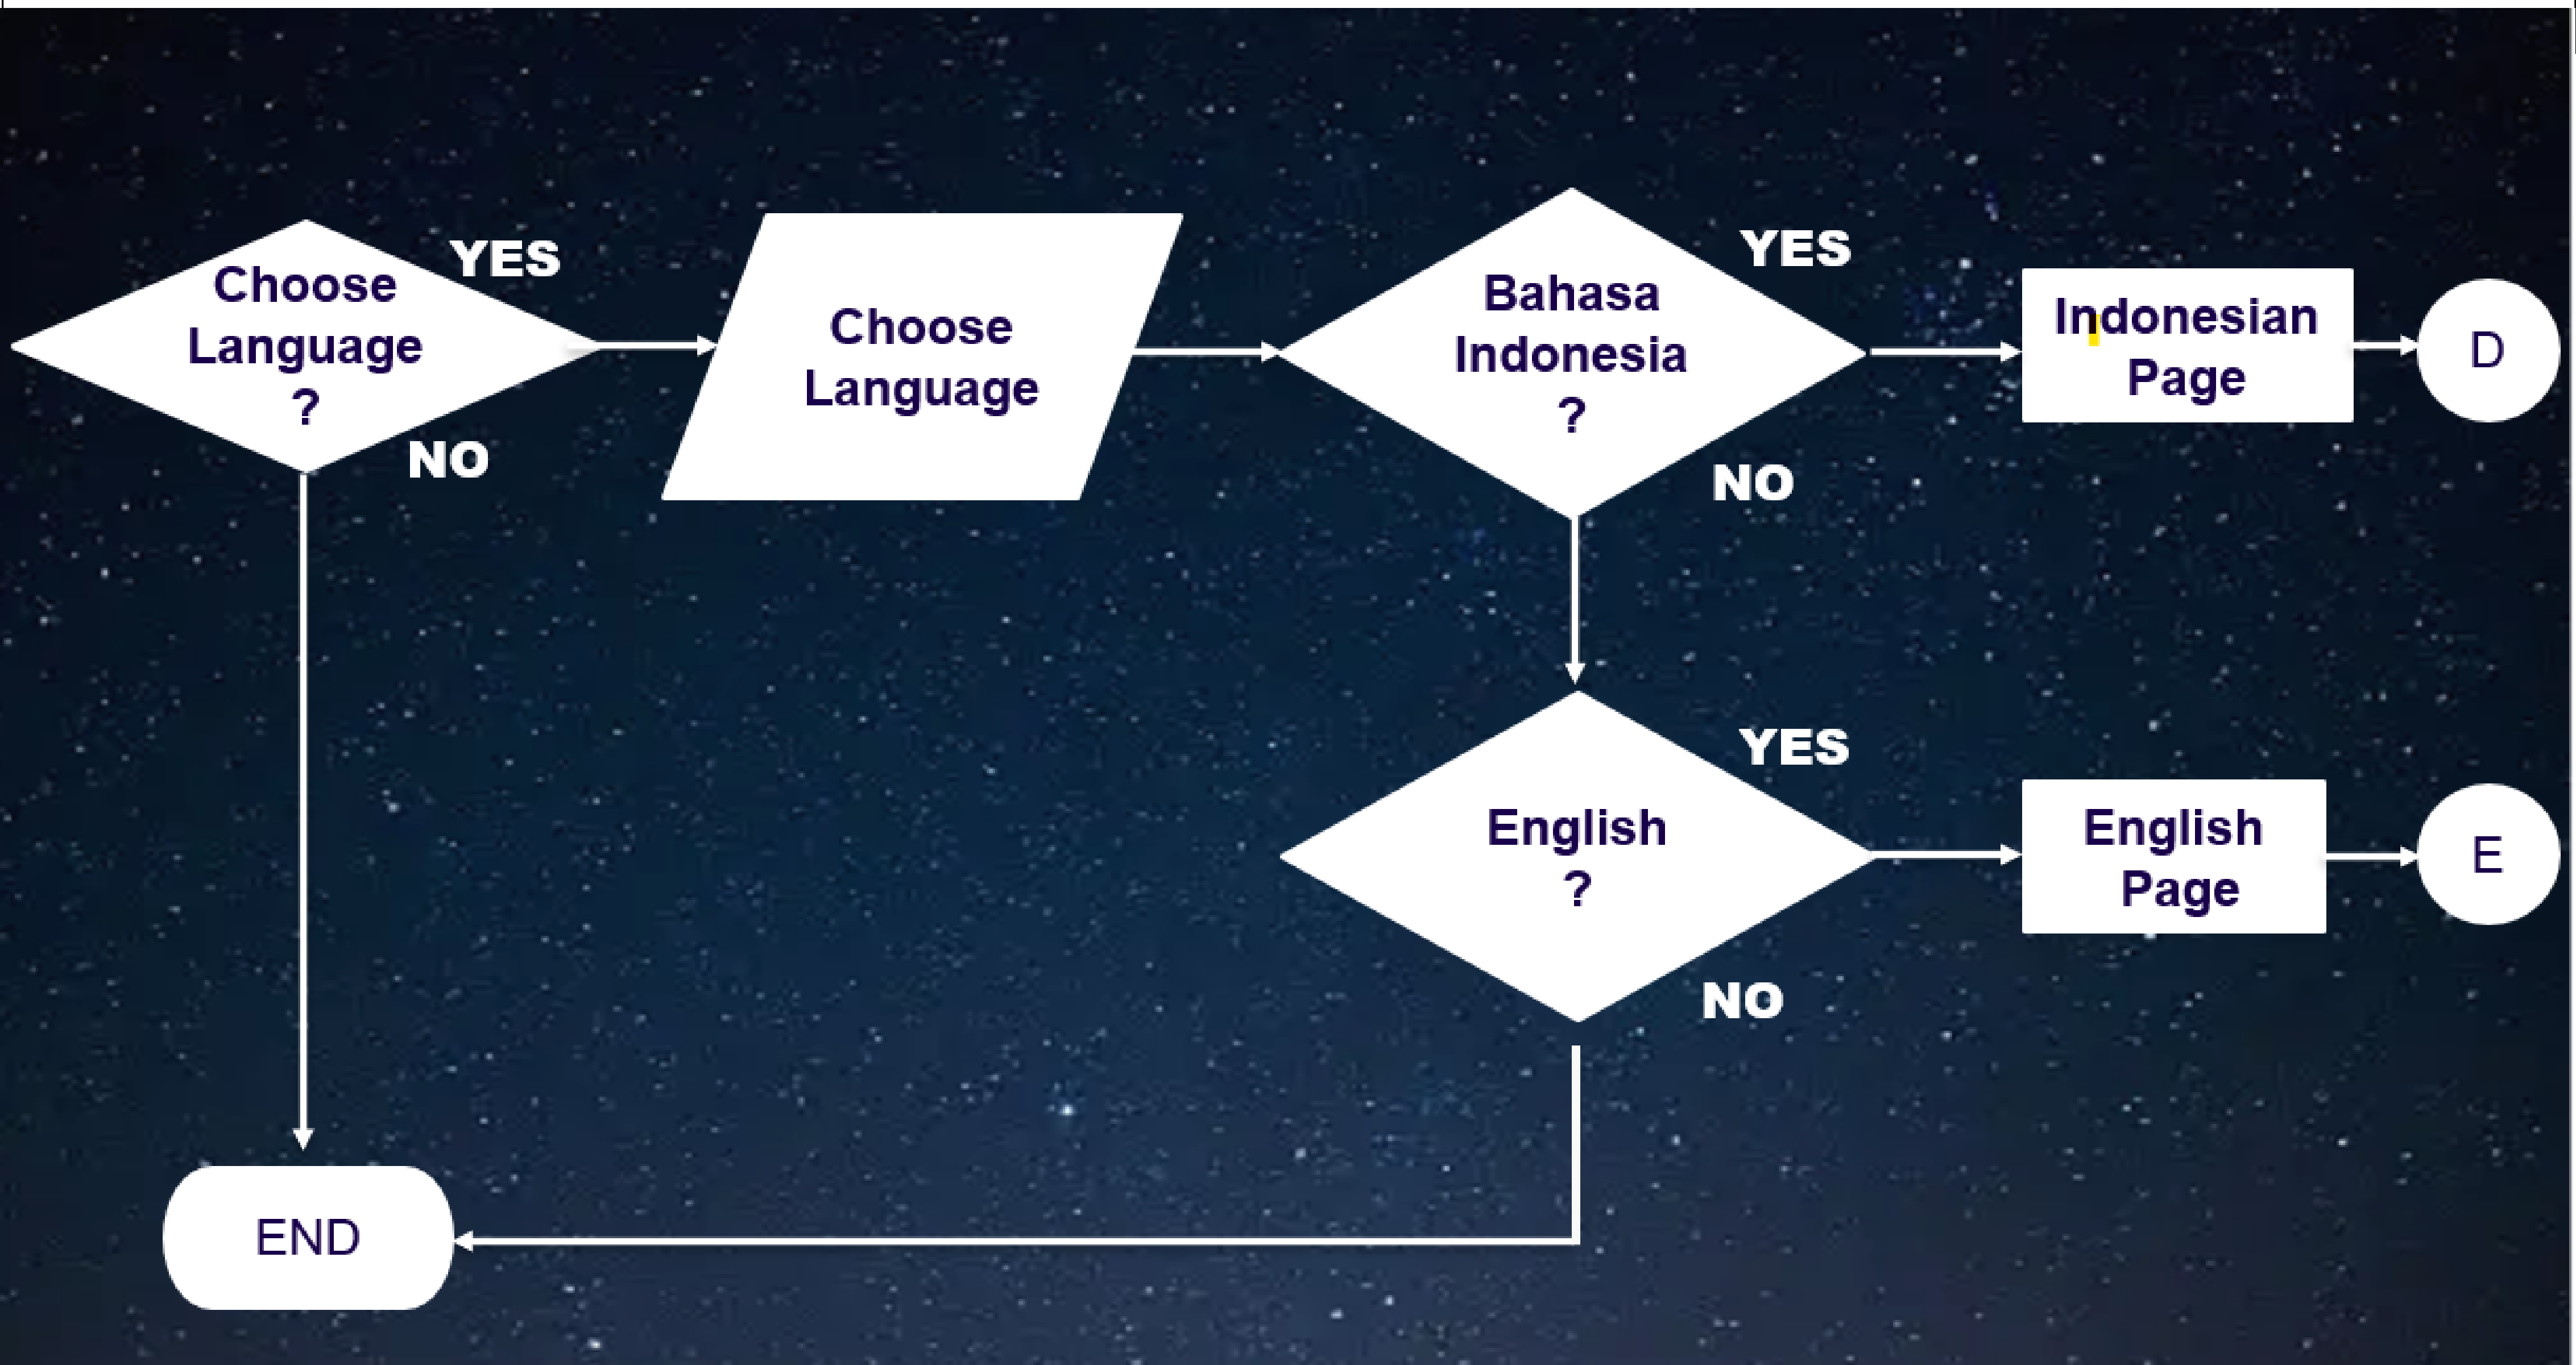 Choose
Language
?
YES
NO
Choose
Language
Bahasa
Indonesia
?
YES
NO
Indonesian
Page
D
English
?
YES
NO
English
Page
E
END